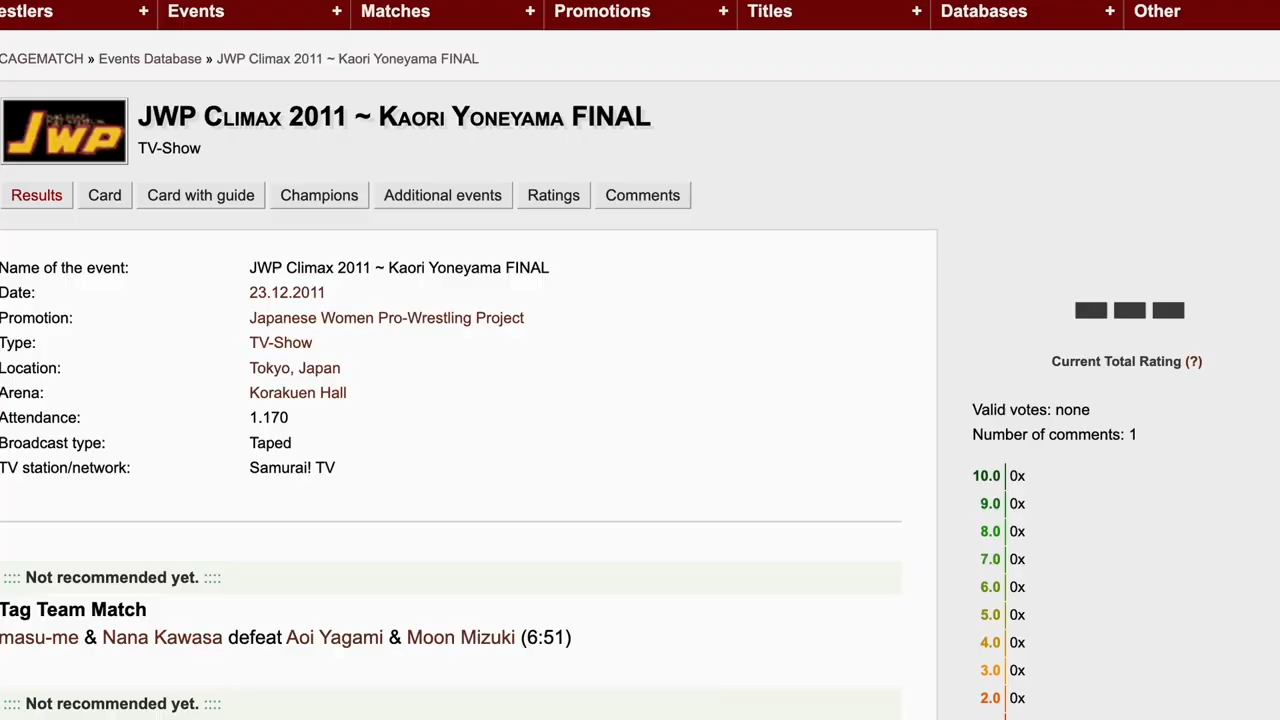 estlers + Events + Matches + Promotions + Titles + Databases + Other
CAGEMATCH » Events Database » JWP Climax 2011 ~ Kaori Yoneyama FINAL
JWP
JWP Climax 2011 ~ Kaori Yoneyama FINAL
TV-Show
Results Card Card with guide Champions Additional events Ratings Comments
Name of the event: JWP Climax 2011 ~ Kaori Yoneyama FINAL
Date: 23.12.2011
Promotion: Japanese Women Pro-Wrestling Project
Type: TV-Show
Location: Tokyo, Japan
Arena: Korakuen Hall
Attendance: 1.170
Broadcast type: Taped
TV station/network: Samurai! TV
Current Total Rating (?)
Valid votes: none
Number of comments: 1
10.0 0x
9.0 0x
8.0 0x
7.0 0x
6.0 0x
5.0 0x
4.0 0x
3.0 0x
2.0 0x
:::: Not recommended yet. ::::
Tag Team Match
masu-me & Nana Kawasa defeat Aoi Yagami & Moon Mizuki (6:51)
:::: Not recommended yet. ::::